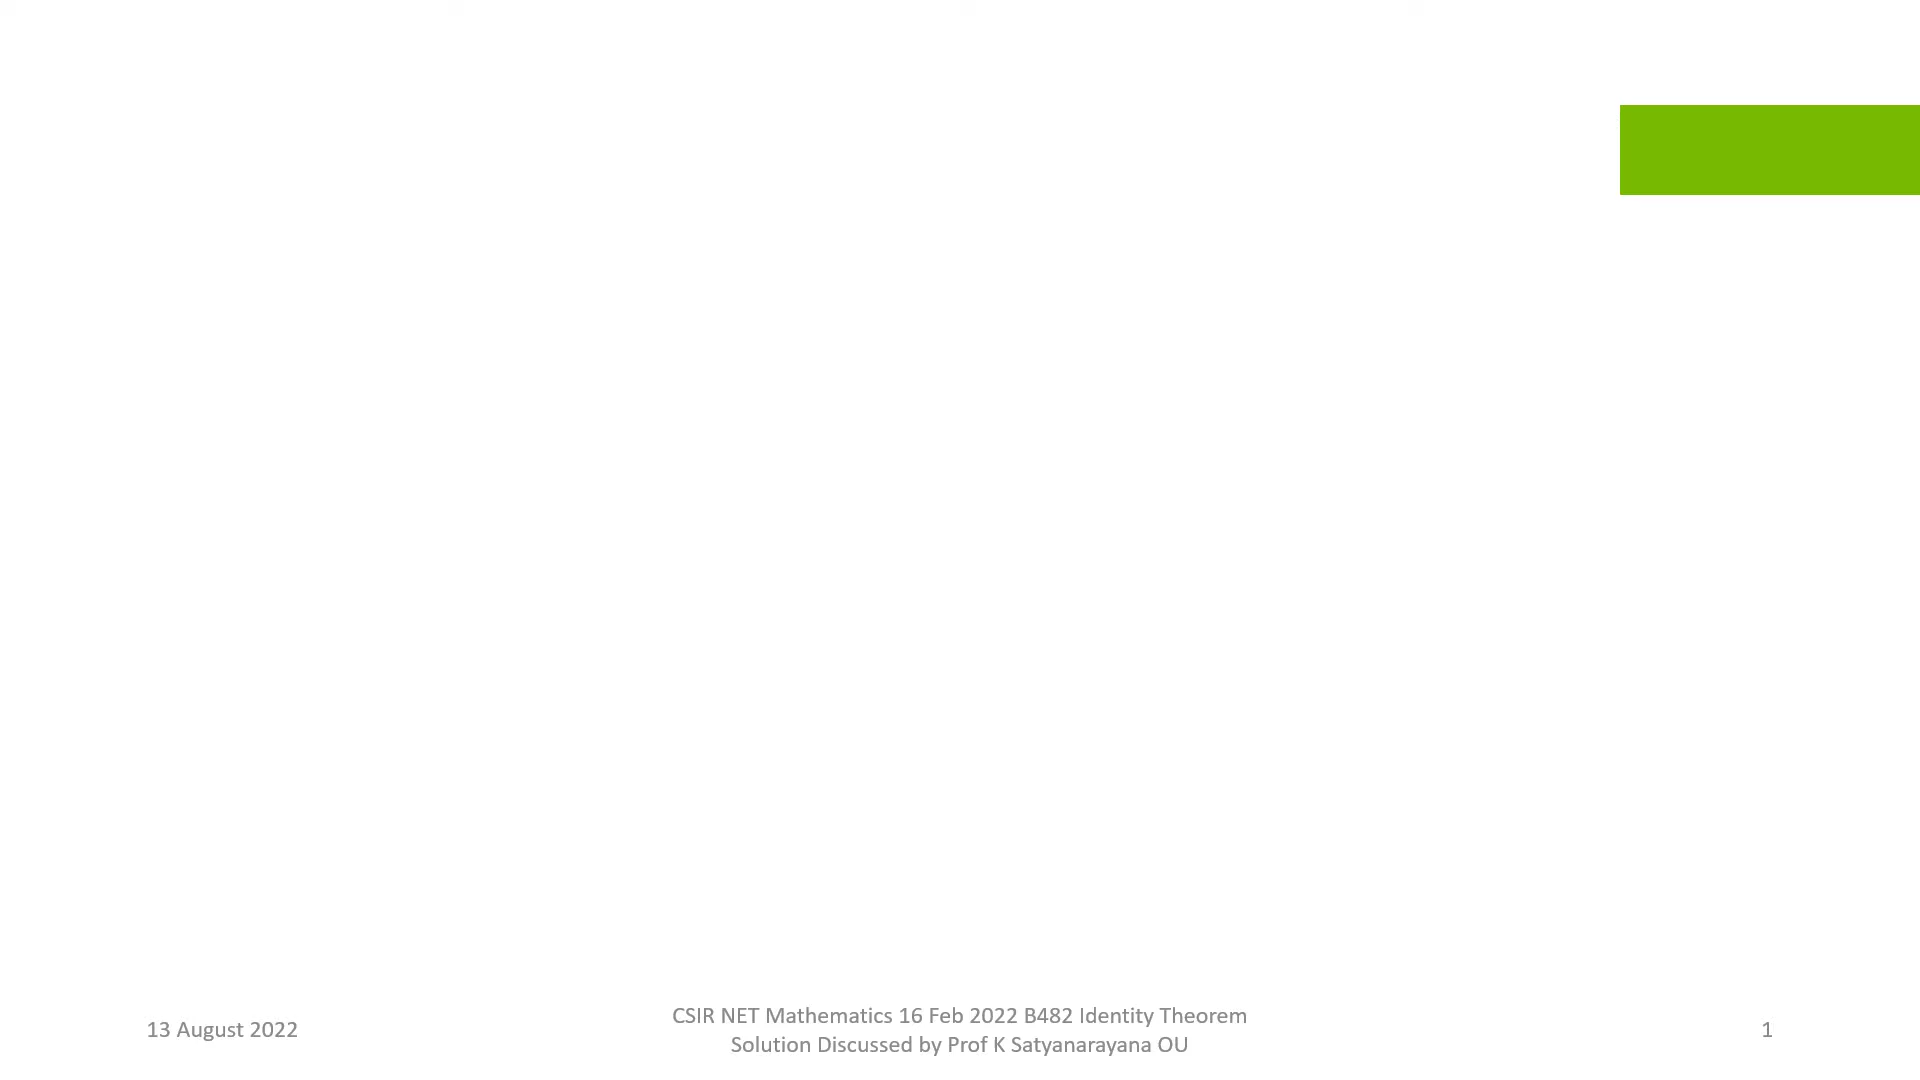 13 August 2022
CSIR NET Mathematics 16 Feb 2022 B482 Identity Theorem
Solution Discussed by Prof K Satyanarayana OU
1